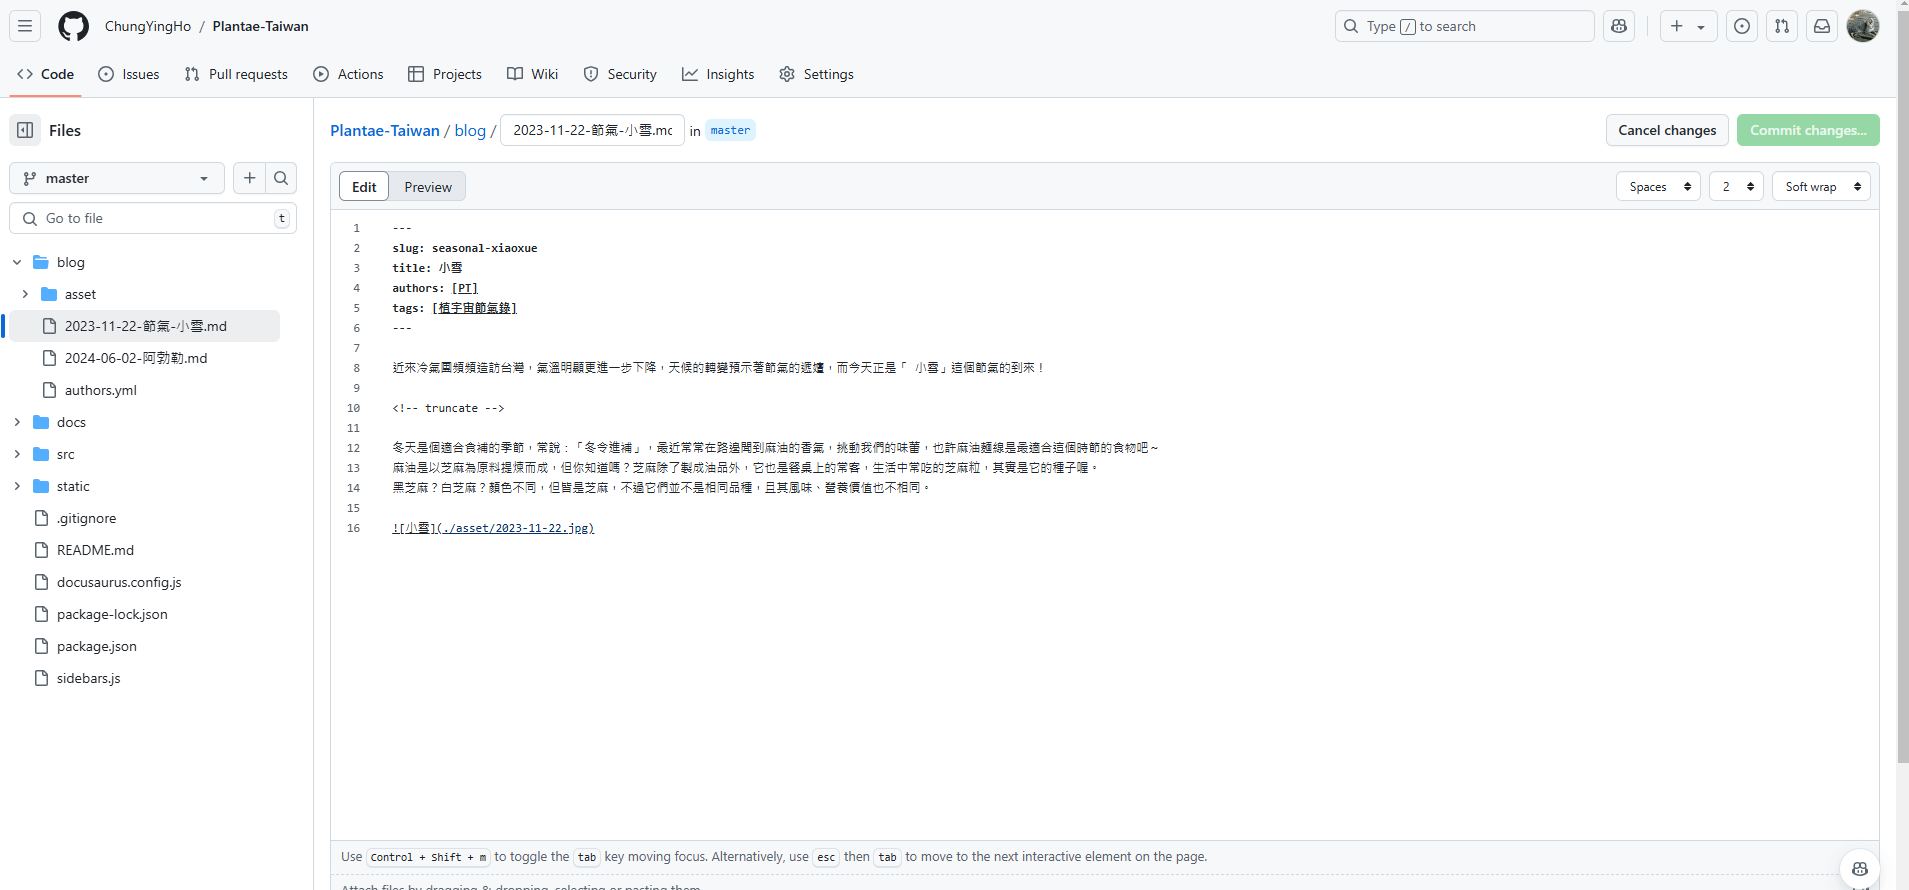 ChungYingHo / Plantae-Taiwan
Type / to search
Code
Issues
Pull requests
Actions
Projects
Wiki
Security
Insights
Settings
Files
master
Go to file
t
blog
asset
2023-11-22-節氣-小雪.md
2024-06-02-阿勃勒.md
authors.yml
docs
src
static
.gitignore
README.md
docusaurus.config.js
package-lock.json
package.json
sidebars.js
Plantae-Taiwan / blog / 2023-11-22-節氣-小雪.md in master
Cancel changes
Commit changes...
Edit
Preview
Spaces
2
Soft wrap
1 ---
2 slug: seasonal-xiaoxue
3 title: 小雪
4 authors: [PT]
5 tags: [植宇宙節氣錄]
6 ---
7
8 近來冷氣團頻頻造訪台灣，氣溫明顯更進一步下降，天候的轉變預示著節氣的遞嬗，而今天正是「 小雪」這個節氣的到來！
9
10 <!-- truncate -->
11
12 冬天是個適合食補的季節，常說：「冬令進補」，最近常常在路邊聞到麻油的香氣，挑動我們的味蕾，也許麻油麵線是最適合這個時節的食物吧～
13 麻油是以芝麻為原料提煉而成，但你知道嗎？芝麻除了製成油品外，它也是餐桌上的常客，生活中常吃的芝麻粒，其實是它的種子喔。
14 黑芝麻？白芝麻？顏色不同，但皆是芝麻，不過它們並不是相同品種，且其風味、營養價值也不相同。
15
16 ![小雪](./asset/2023-11-22.jpg)
Use Control + Shift + m to toggle the tab key moving focus. Alternatively, use esc then tab to move to the next interactive element on the page.
Attach files by dragging & dropping, selecting or pasting them.